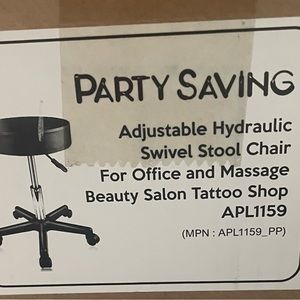 PARTY SAVING
Adjustable Hydraulic
Swivel Stool Chair
For Office and Massage
Beauty Salon Tattoo Shop
APL1159
(MPN : APL1159_PP)